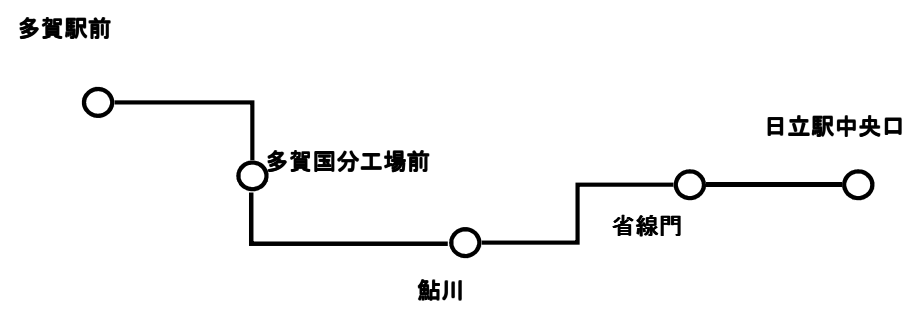 多賀駅前
多賀国分工場前
鮎川
省線門
日立駅中央口